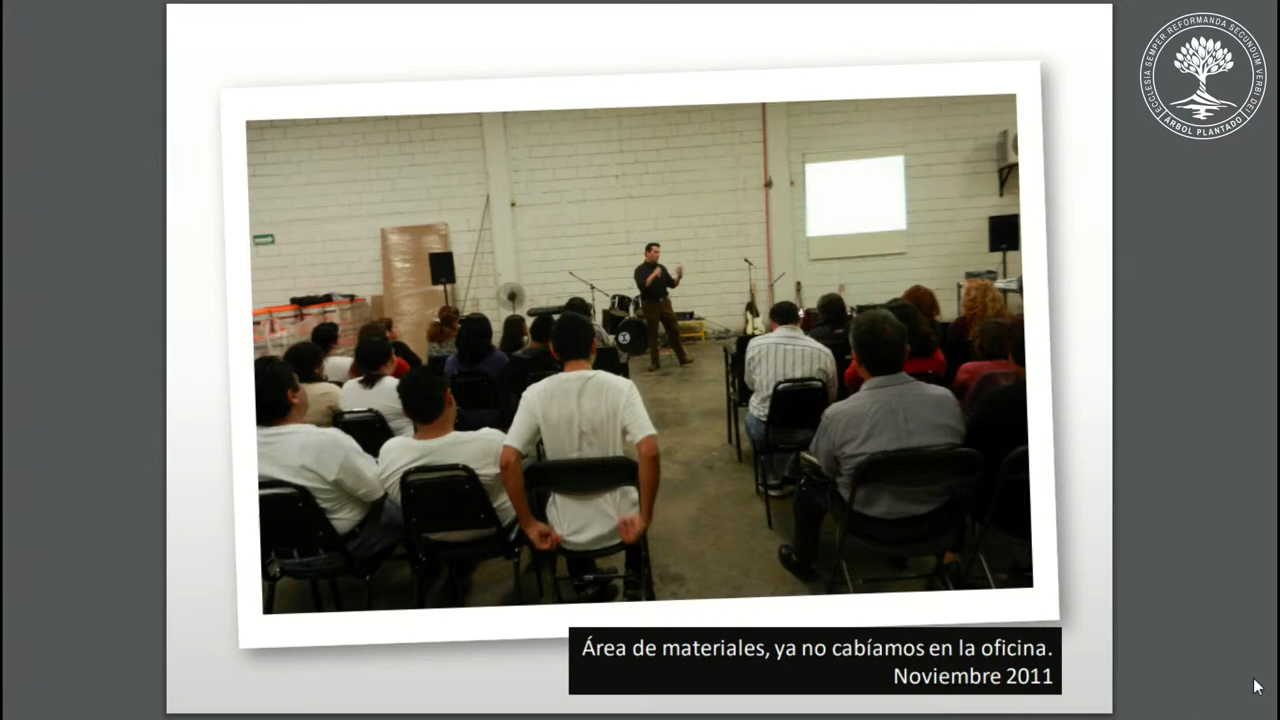 ECCLESIA SEMPER REFORMANDA SECUNDUM VERBI DEI
ÁRBOL PLANTADO
Área de materiales, ya no cabíamos en la oficina.
Noviembre 2011